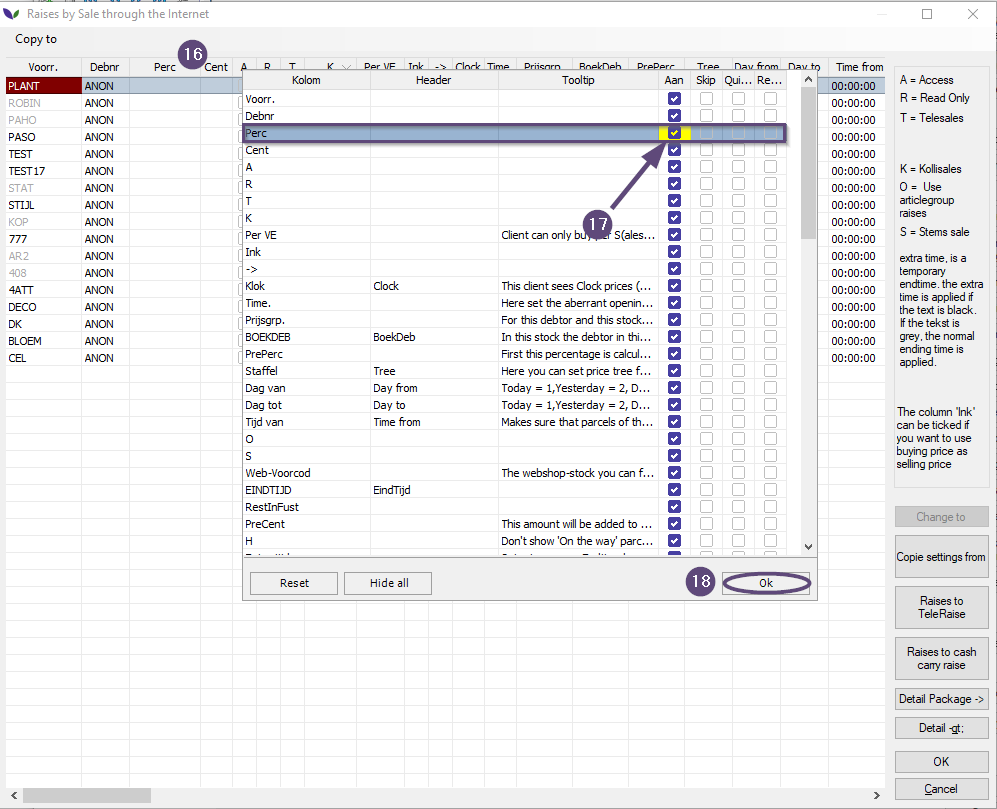 Raises by Sale through the Internet
Copy to
16
Voorr. Debnr Perc Cent A R T K Per VE Ink -> Clock Time Prijsgrp. BoekDeb PrePerc Tree Day from Day to Time from
PLANT ANON 00:00:00
ROBIN ANON 00:00:00
PAHO ANON 00:00:00
PASO ANON 00:00:00
TEST ANON 00:00:00
TEST17 ANON 00:00:00
STAT ANON 00:00:00
STIJL ANON 00:00:00
KOP ANON 00:00:00
777 ANON 00:00:00
AR2 ANON 00:00:00
408 ANON 00:00:00
4ATT ANON 00:00:00
DECO ANON 00:00:00
DK ANON 00:00:00
BLOEM ANON 00:00:00
CEL ANON 00:00:00
Kolom Header Tooltip Aan Skip Qui... Re...
Voorr.
Debnr
Perc
Cent
A
R
T
K
17
Per VE Client can only buy per S(ales...
Ink
->
Klok Clock This client sees Clock prices (...
Time. Here set the aberrant openin...
Prijsgrp. For this debtor and this stock...
BOEKDEB BoekDeb In this stock the debtor in thi...
PrePerc First this percentage is calcul...
Staffel Tree Here you can set price tree f...
Dag van Day from Today = 1,Yesterday = 2, D...
Dag tot Day to Today = 1,Yesterday = 2, D...
Tijd van Time from Makes sure that parcels of th...
O
S
Web-Voorcod The webshop-stock you can f...
EINDTIJD EindTijd
RestInFust
PreCent This amount will be added to ...
H Don't show 'On the way' parc...
Reset Hide all 18 Ok
A = Access
R = Read Only
T = Telesales
K = Kollisales
O = Use
articlegroup
raises
S = Stems sale
extra time, is a
temporary
endtime. the extra
time is applied if
the text is black.
If the tekst is
grey, the normal
ending time is
applied.
The column 'Ink'
can be ticked if
you want to use
buying price as
selling price
Change to
Copie settings from
Raises to
TeleRaise
Raises to cash
carry raise
Detail Package ->
Detail -gt;
OK
Cancel